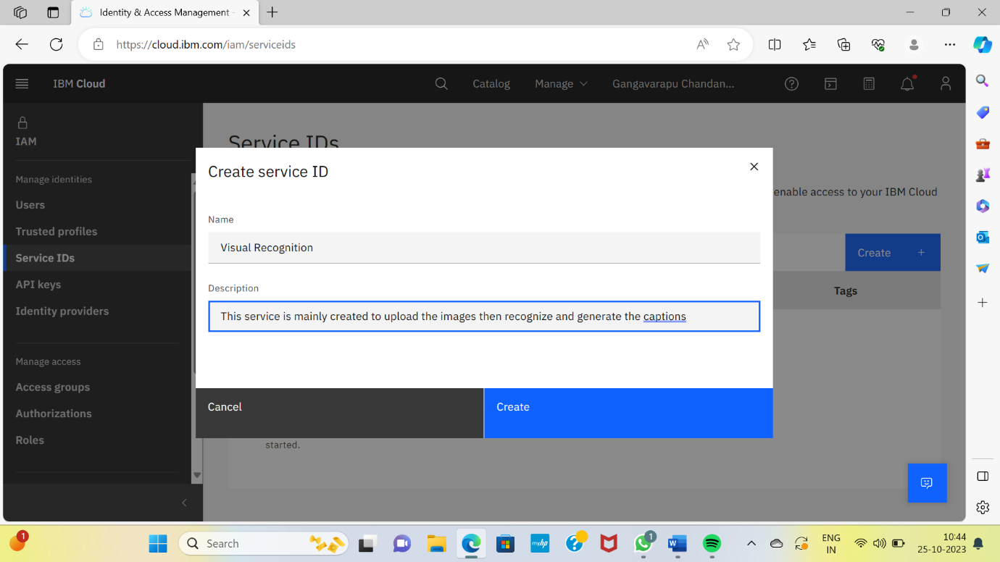 Identity & Access Management -
https://cloud.ibm.com/iam/serviceids
IBM Cloud
Catalog
Manage
Gangavarapu Chandan...
IAM
Manage identities
Users
Trusted profiles
Service IDs
API keys
Identity providers
Manage access
Access groups
Authorizations
Roles
Service IDs
enable access to your IBM Cloud
Create +
Tags
Create service ID
Name
Visual Recognition
Description
This service is mainly created to upload the images then recognize and generate the captions
Cancel
Create
started.
1
Search
myhp
1
ENG
IN
10:44
25-10-2023